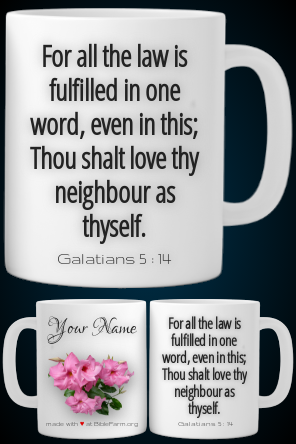 For all the law is
fulfilled in one
word, even in this;
Thou shalt love thy
neighbour as
thyself.
Galatians 5 : 14
Your Name
made with ♥ at BibleFarm.org
For all the law is
fulfilled in one
word, even in this;
Thou shalt love thy
neighbour as
thyself.
Galatians 5 : 14